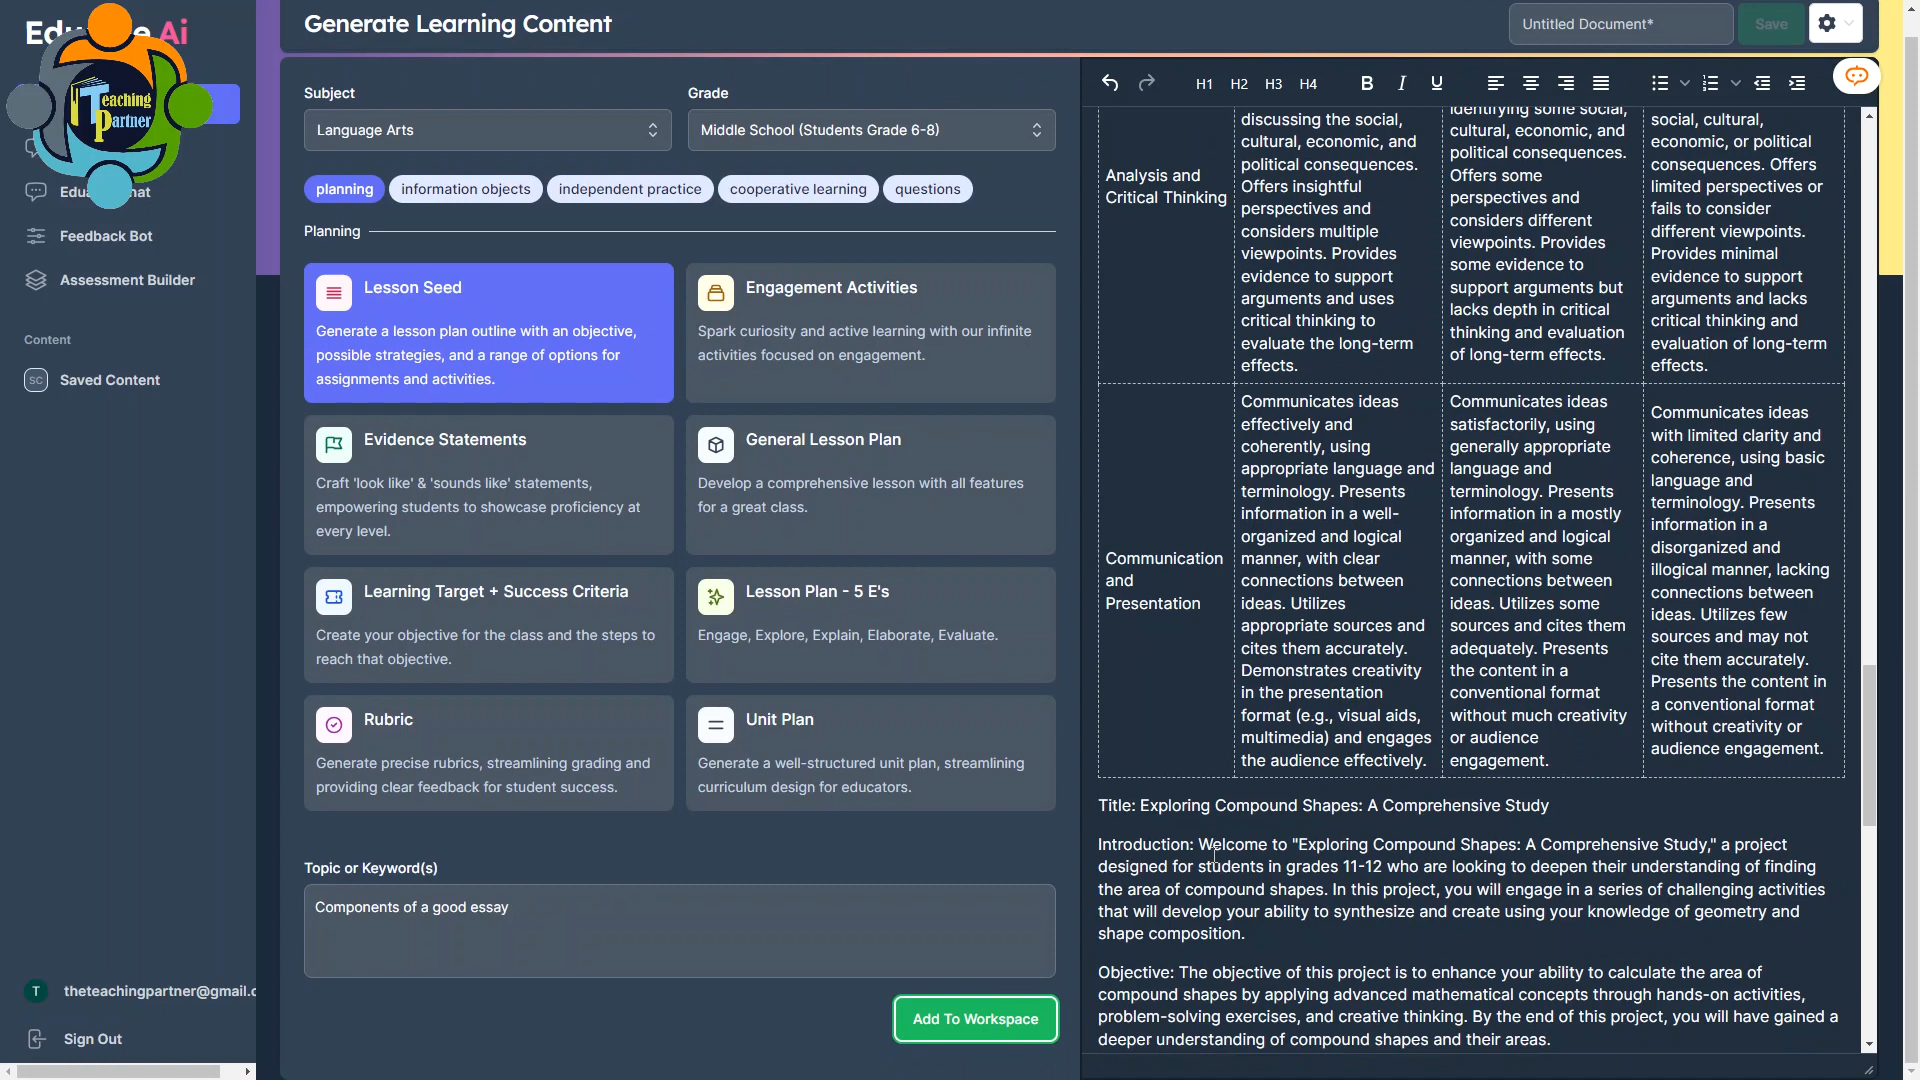 Generate Learning Content
Untitled Document*
Save
Ai
Teaching
Partner
Feedback Bot
Assessment Builder
Content
SC
Saved Content
T
theteachingpartner@gmail.c
Sign Out
Subject
Grade
Language Arts
Middle School (Students Grade 6-8)
planning
information objects
independent practice
cooperative learning
questions
Planning
Lesson Seed
Generate a lesson plan outline with an objective,
possible strategies, and a range of options for
assignments and activities.
Engagement Activities
Spark curiosity and active learning with our infinite
activities focused on engagement.
Evidence Statements
Craft 'look like' & 'sounds like' statements,
empowering students to showcase proficiency at
every level.
General Lesson Plan
Develop a comprehensive lesson with all features
for a great class.
Learning Target + Success Criteria
Create your objective for the class and the steps to
reach that objective.
Lesson Plan - 5 E's
Engage, Explore, Explain, Elaborate, Evaluate.
Rubric
Generate precise rubrics, streamlining grading and
providing clear feedback for student success.
Unit Plan
Generate a well-structured unit plan, streamlining
curriculum design for educators.
Topic or Keyword(s)
Components of a good essay
Add To Workspace
H1 H2 H3 H4 B I U
Analysis and
Critical Thinking
discussing the social,
cultural, economic, and
political consequences.
Offers insightful
perspectives and
considers multiple
viewpoints. Provides
evidence to support
arguments and uses
critical thinking to
evaluate the long-term
effects.
identifying some social,
cultural, economic, and
political consequences.
Offers some
perspectives and
considers different
viewpoints. Provides
some evidence to
support arguments but
lacks depth in critical
thinking and evaluation
of long-term effects.
social, cultural,
economic, or political
consequences. Offers
limited perspectives or
fails to consider
different viewpoints.
Provides minimal
evidence to support
arguments and lacks
critical thinking and
evaluation of long-term
effects.
Communication
and
Presentation
Communicates ideas
effectively and
coherently, using
appropriate language and
terminology. Presents
information in a well-
organized and logical
manner, with clear
connections between
ideas. Utilizes
appropriate sources and
cites them accurately.
Demonstrates creativity
in the presentation
format (e.g., visual aids,
multimedia) and engages
the audience effectively.
Communicates ideas
satisfactorily, using
generally appropriate
language and
terminology. Presents
information in a mostly
organized and logical
manner, with some
connections between
ideas. Utilizes some
sources and cites them
adequately. Presents
the content in a
conventional format
without much creativity
or audience
engagement.
Communicates ideas
with limited clarity and
coherence, using basic
language and
terminology. Presents
information in a
disorganized and
illogical manner, lacking
connections between
ideas. Utilizes few
sources and may not
cite them accurately.
Presents the content in
a conventional format
without creativity or
audience engagement.
Title: Exploring Compound Shapes: A Comprehensive Study
Introduction: Welcome to "Exploring Compound Shapes: A Comprehensive Study," a project
designed for students in grades 11-12 who are looking to deepen their understanding of finding
the area of compound shapes. In this project, you will engage in a series of challenging activities
that will develop your ability to synthesize and create using your knowledge of geometry and
shape composition.
Objective: The objective of this project is to enhance your ability to calculate the area of
compound shapes by applying advanced mathematical concepts through hands-on activities,
problem-solving exercises, and creative thinking. By the end of this project, you will have gained a
deeper understanding of compound shapes and their areas.